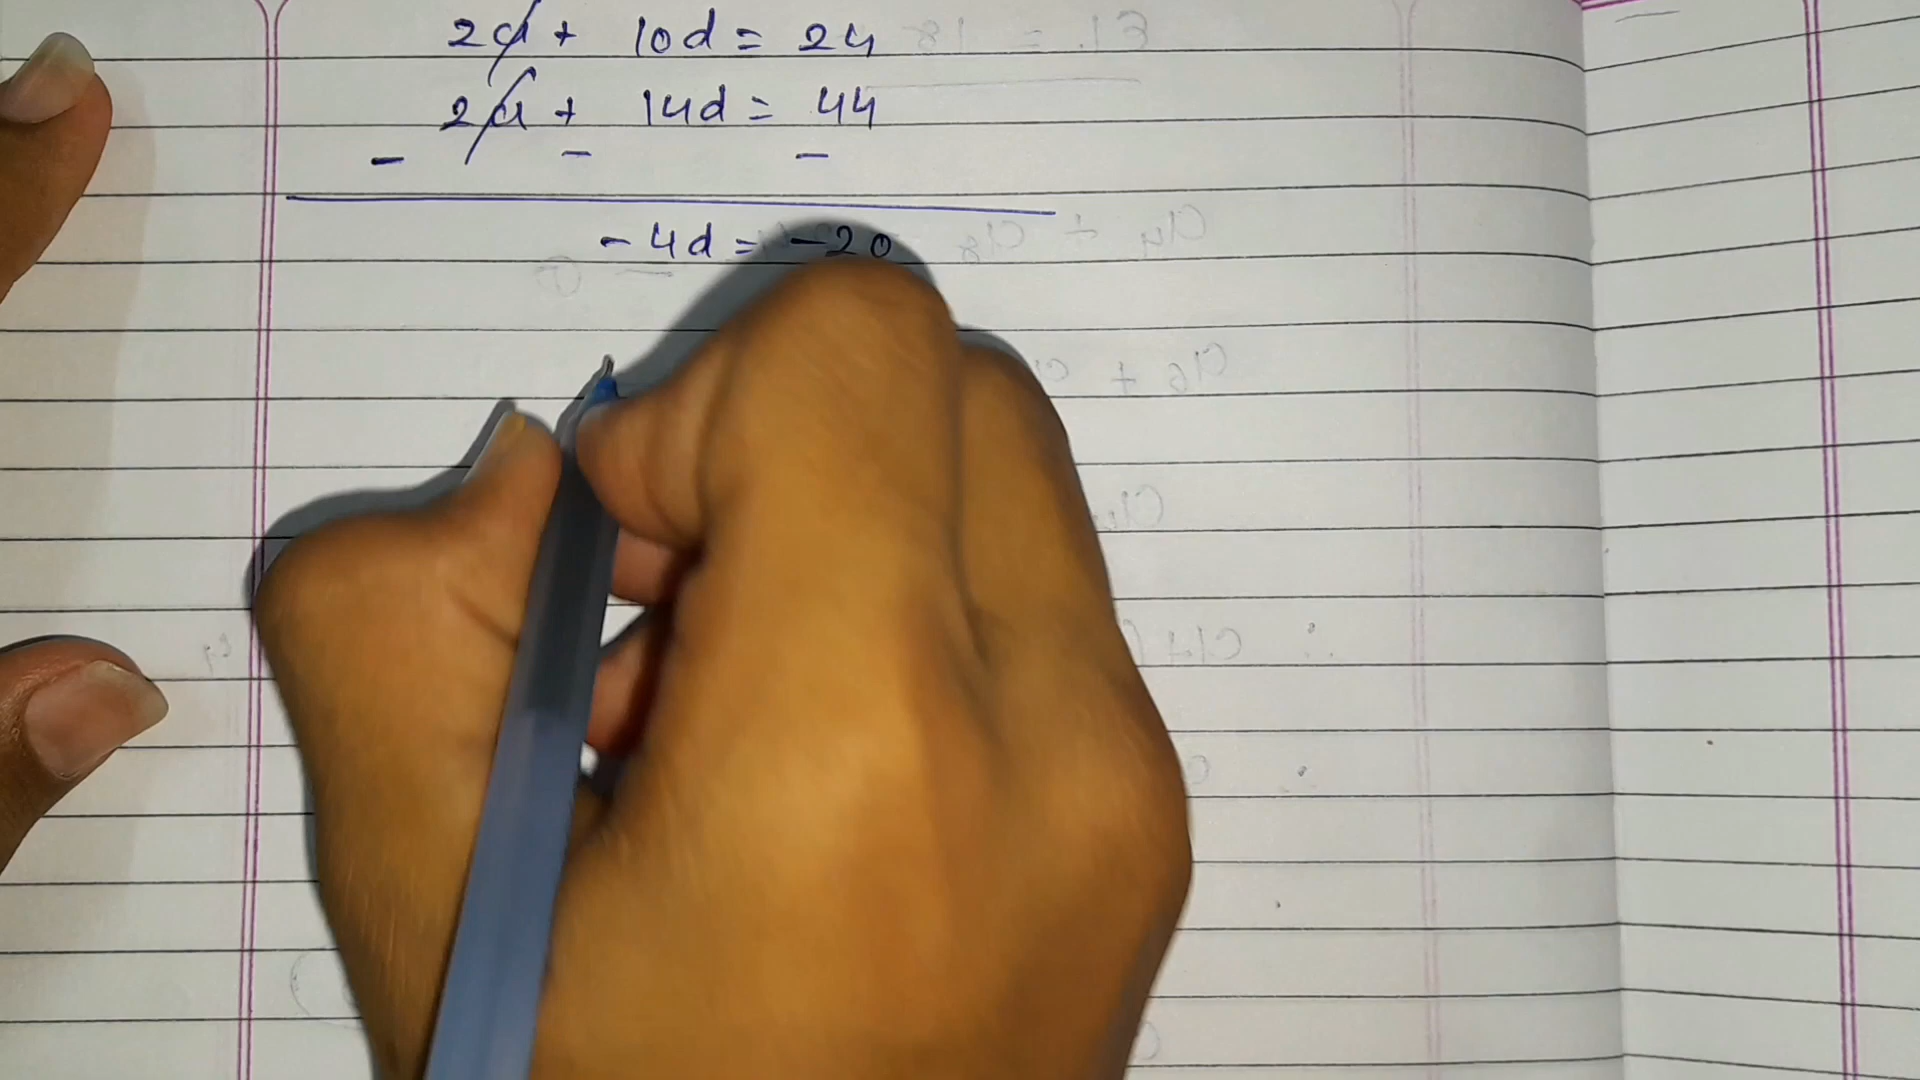 2a + 10d = 24
2a + 14d = 44
- - -
- 4d = -20